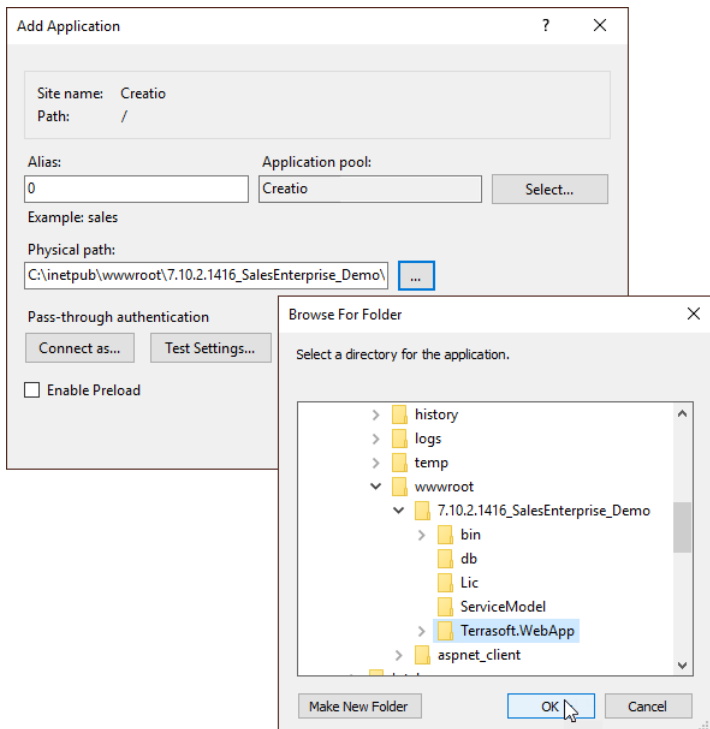 Add Application
?
Site name: Creatio
Path: /
Alias:
Application pool:
0
Creatio
Select...
Example: sales
Physical path:
C:\inetpub\wwwroot\7.10.2.1416_SalesEnterprise_Demo\
...
Pass-through authentication
Connect as...
Test Settings...
Enable Preload
Browse For Folder
Select a directory for the application.
history
logs
temp
wwwroot
7.10.2.1416_SalesEnterprise_Demo
bin
db
Lic
ServiceModel
Terrasoft.WebApp
aspnet_client
Make New Folder
OK
Cancel